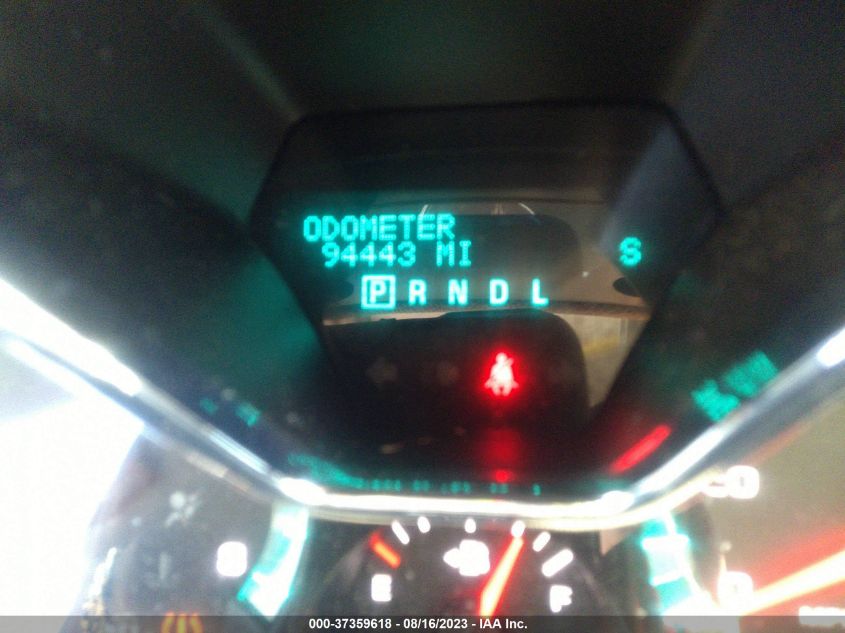 ODOMETER
94443 MI
S
P R N D L
E
F
000-37359618 - 08/16/2023 - IAA Inc.